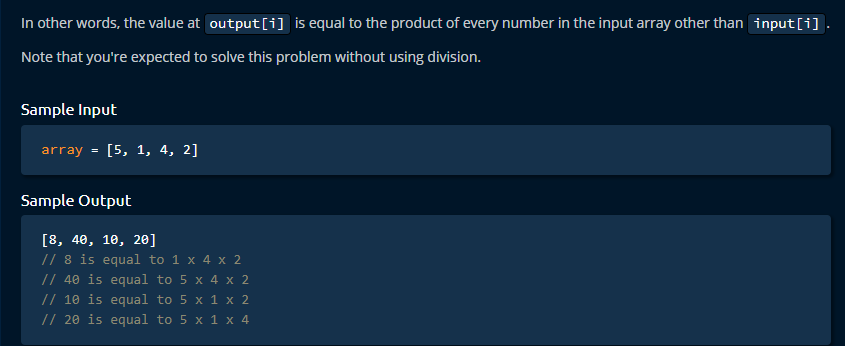 In other words, the value at output[i] is equal to the product of every number in the input array other than input[i].
Note that you're expected to solve this problem without using division.
Sample Input
array = [5, 1, 4, 2]
Sample Output
[8, 40, 10, 20]
// 8 is equal to 1 x 4 x 2
// 40 is equal to 5 x 4 x 2
// 10 is equal to 5 x 1 x 2
// 20 is equal to 5 x 1 x 4